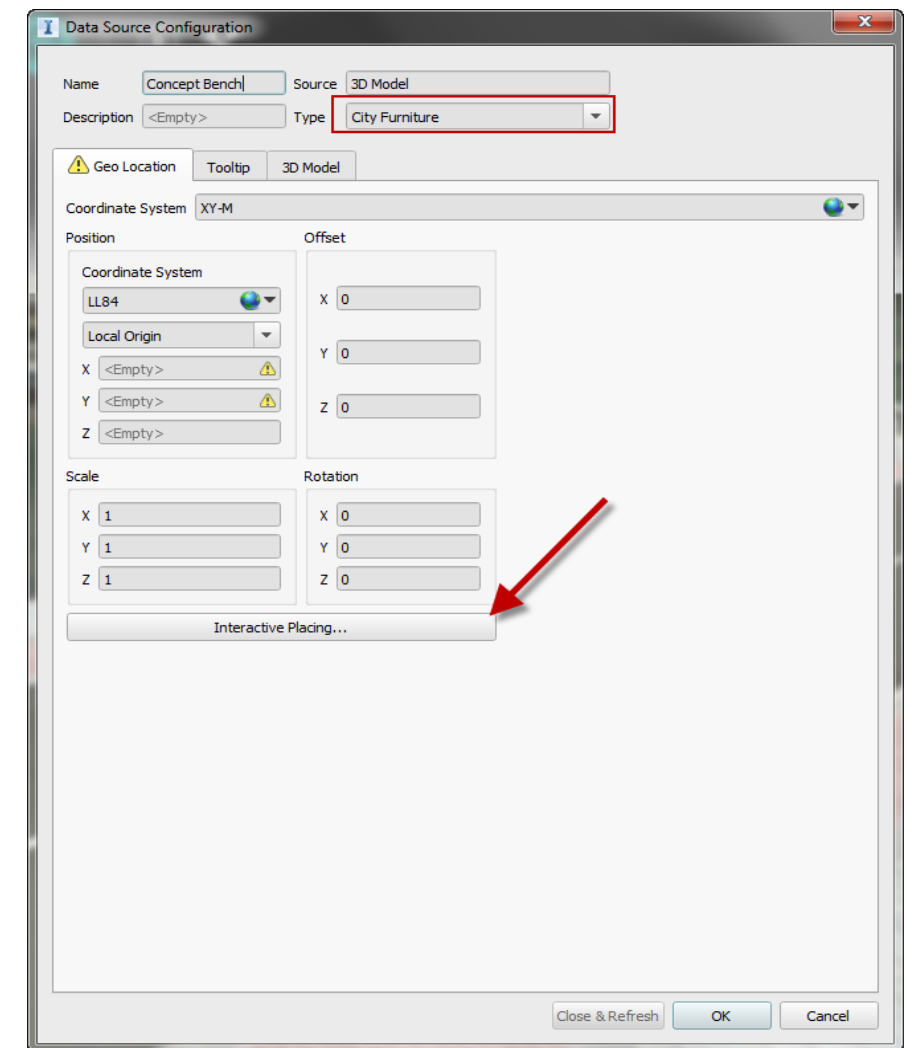 Data Source Configuration
Name Concept Bench Source 3D Model
Description <Empty> Type City Furniture
Geo Location Tooltip 3D Model
Coordinate System XY-M
Position Offset
Coordinate System
LL84 X 0
Local Origin
Y 0
X <Empty>
Y <Empty>
Z 0
Z <Empty>
Scale Rotation
X 1 X 0
Y 1 Y 0
Z 1 Z 0
Interactive Placing...
Close & Refresh OK Cancel